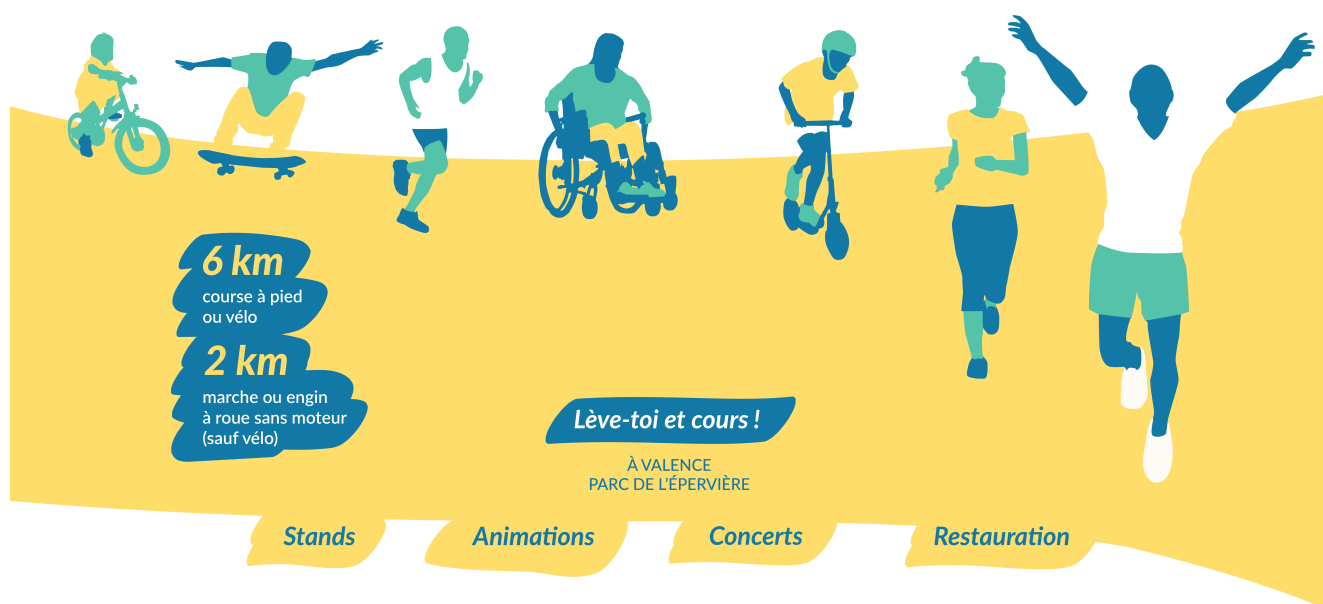 6 km
course à pied
ou vélo
2 km
marche ou engin
à roue sans moteur
(sauf vélo)
Lève-toi et cours !
À VALENCE
PARC DE L'ÉPERVIÈRE
Stands
Animations
Concerts
Restauration